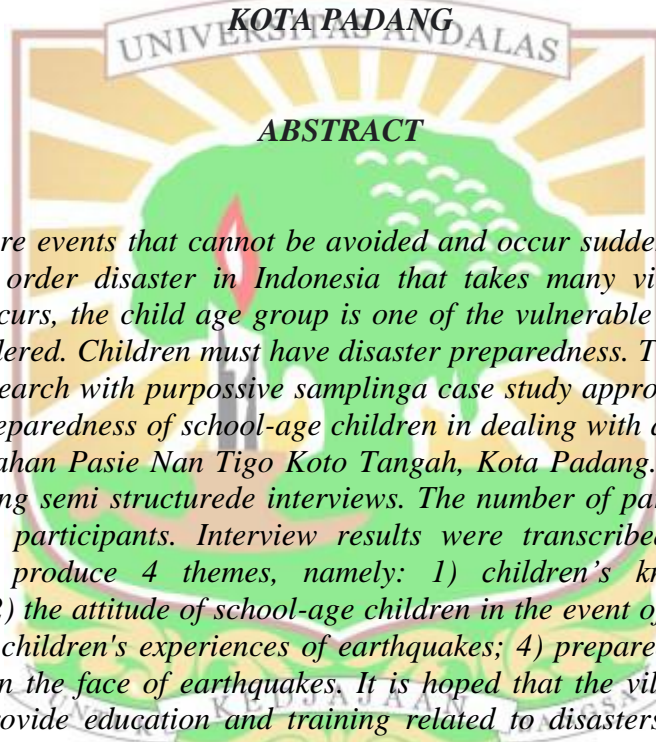 KOTA PADANG
UNIVERSITAS ANDALAS
ABSTRACT
re events that cannot be avoided and occur sudde
order disaster in Indonesia that takes many vi
curs, the child age group is one of the vulnerable
lered. Children must have disaster preparedness. T
earch with purpossive samplinga case study appro
eparedness of school-age children in dealing with
ahan Pasie Nan Tigo Koto Tangah, Kota Padang.
ng semi structurede interviews. The number of pa
participants. Interview results were transcribe
produce 4 themes, namely: 1) children’s kn
2) the attitude of school-age children in the event of
children's experiences of earthquakes; 4) prepare
n the face of earthquakes. It is hoped that the vil
rovide education and training related to disasters
KEDJAJAAN BANGSA